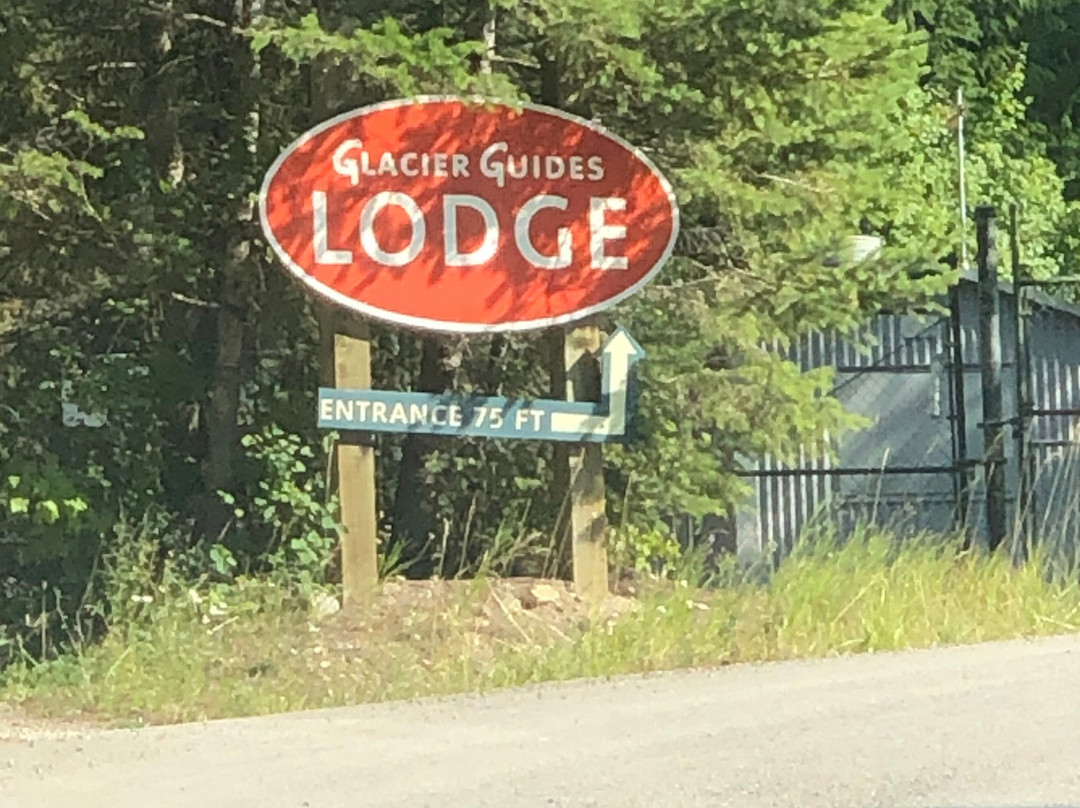 GLACIER GUIDES
LODGE
ENTRANCE 75 FT